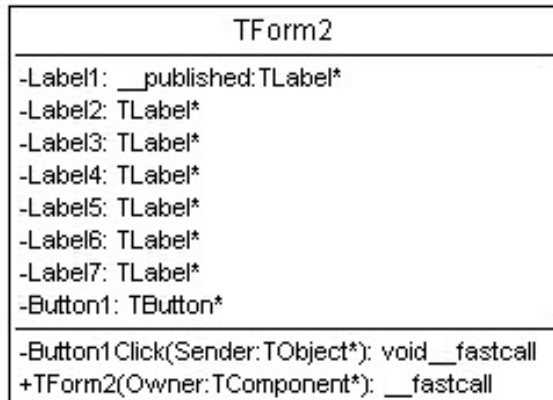 TForm2
-Label1: __published:TLabel*
-Label2: TLabel*
-Label3: TLabel*
-Label4: TLabel*
-Label5: TLabel*
-Label6: TLabel*
-Label7: TLabel*
-Button1: TButton*
-Button1Click(Sender:TObject*): void__fastcall
+TForm2(Owner:TComponent*): __fastcall